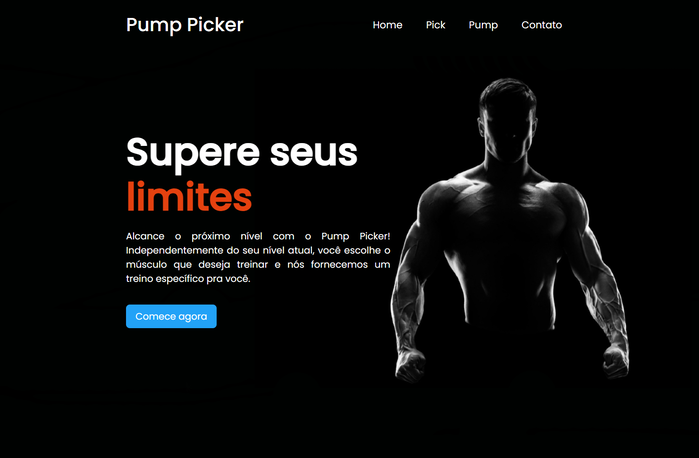 Pump Picker
Home Pick Pump Contato
Supere seus
limites
Alcance o próximo nível com o Pump Picker!
Independentemente do seu nível atual, você escolhe o
músculo que deseja treinar e nós fornecemos um
treino específico pra você.
Comece agora